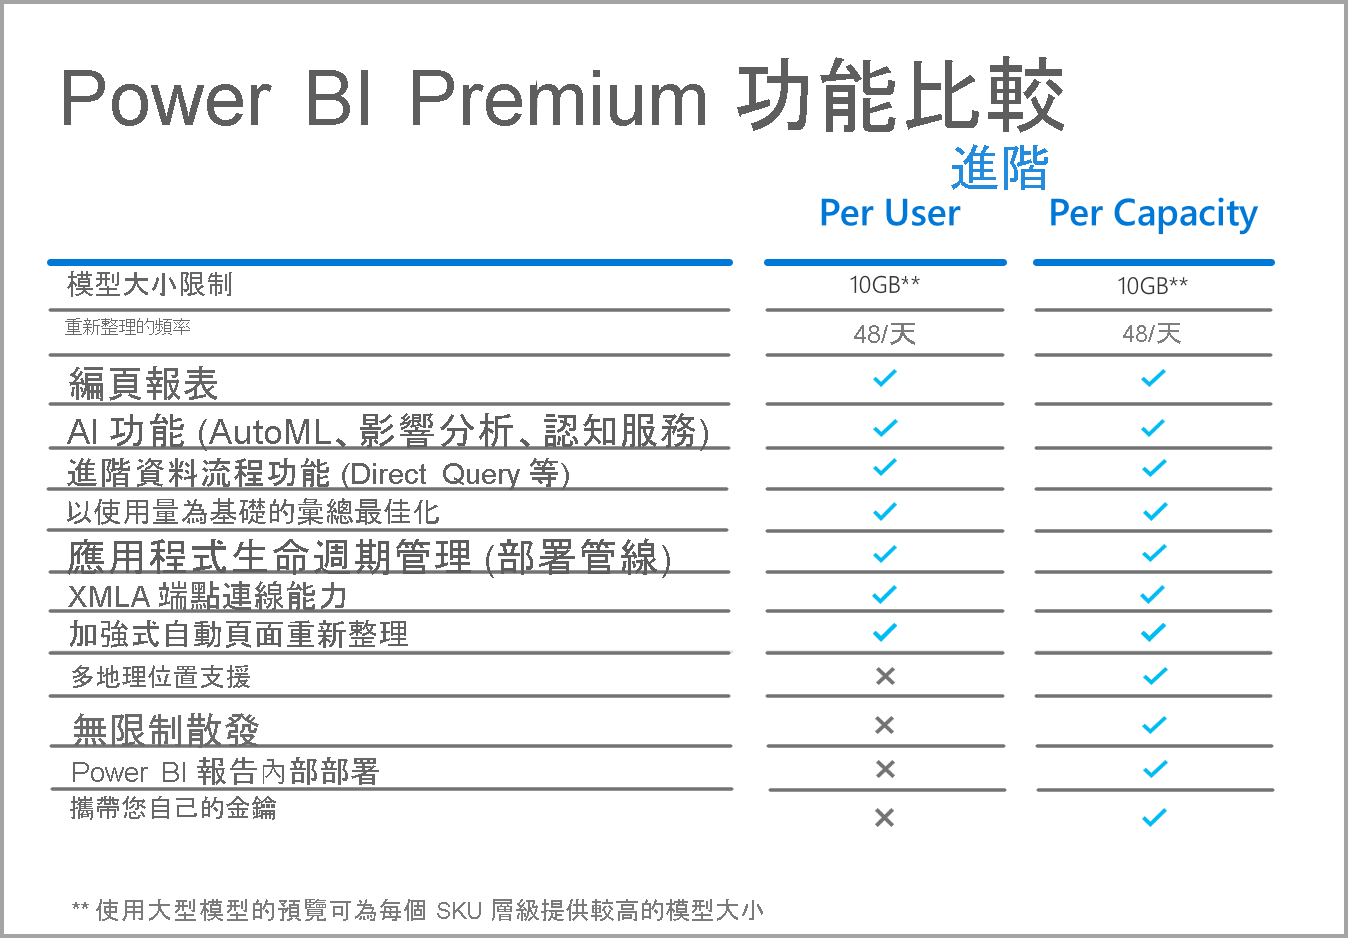 Power BI Premium 功能比較
進階
Per User Per Capacity
模型大小限制 10GB** 10GB**
重新整理的頻率 48/天 48/天
編頁報表
AI 功能 (AutoML、影響分析、認知服務)
進階資料流程功能 (Direct Query 等)
以使用量為基礎的彙總最佳化
應用程式生命週期管理 (部署管線)
XMLA 端點連線能力
加強式自動頁面重新整理
多地理位置支援
無限制散發
Power BI 報告內部部署
攜帶您自己的金鑰
** 使用大型模型的預覽可為每個 SKU 層級提供較高的模型大小